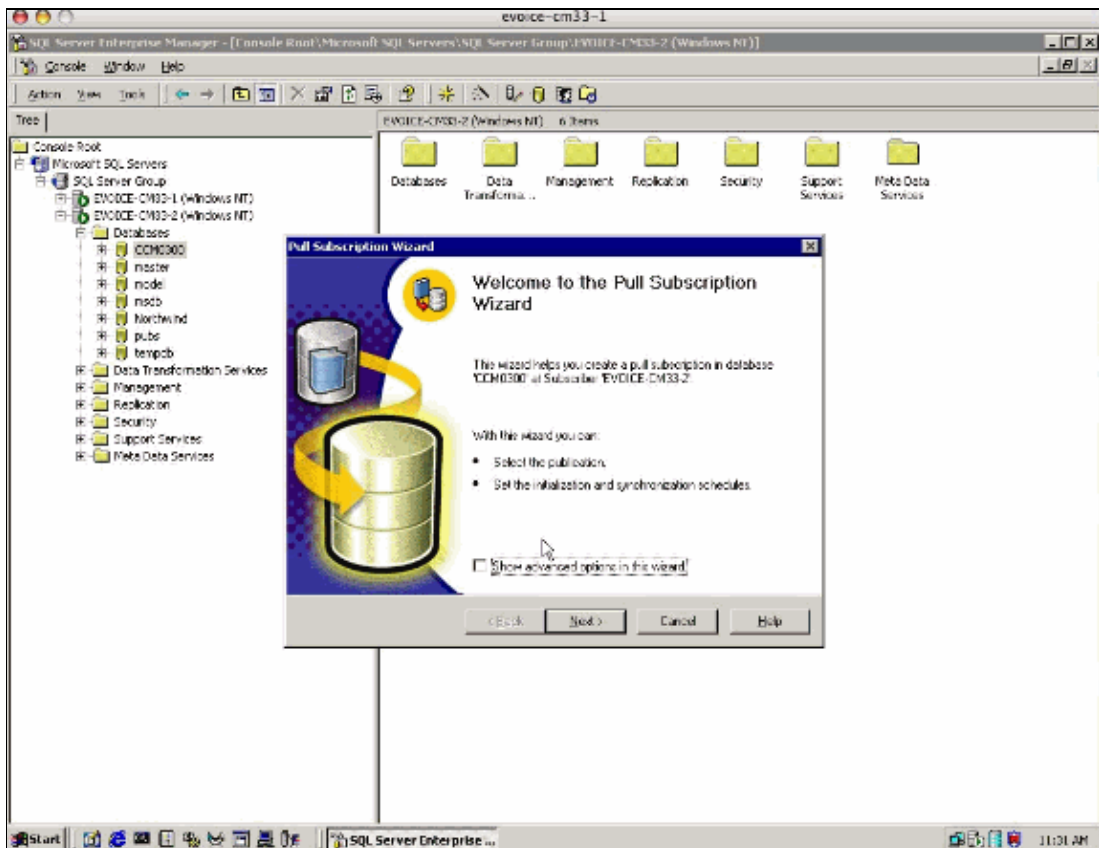 evoice-cm33-1
SQL Server Enterprise Manager - [Console Root\Microsoft SQL Servers\SQL Server Group\EVOICE-CM33-2 (Windows NT)]
Console Window Help
Action View Tools
Tree
EVOICE-CM33-2 (Windows NT) 6 Items
Console Root
Microsoft SQL Servers
SQL Server Group
EVOICE-CM33-1 (Windows NT)
EVOICE-CM33-2 (Windows NT)
Databases
CCM0300
master
model
msdb
Northwind
pubs
tempdb
Data Transformation Services
Management
Replication
Security
Support Services
Meta Data Services
Databases
Data Transforma...
Management
Replication
Security
Support Services
Meta Data Services
Pull Subscription Wizard
Welcome to the Pull Subscription
Wizard
This wizard helps you create a pull subscription in database
'CCM0300' at Subscriber 'EVOICE-CM33-2'.
With this wizard you can:
• Select the publication.
• Set the initialization and synchronization schedules.
Show advanced options in this wizard
< Back Next > Cancel Help
Start SQL Server Enterprise ... 11:31 AM